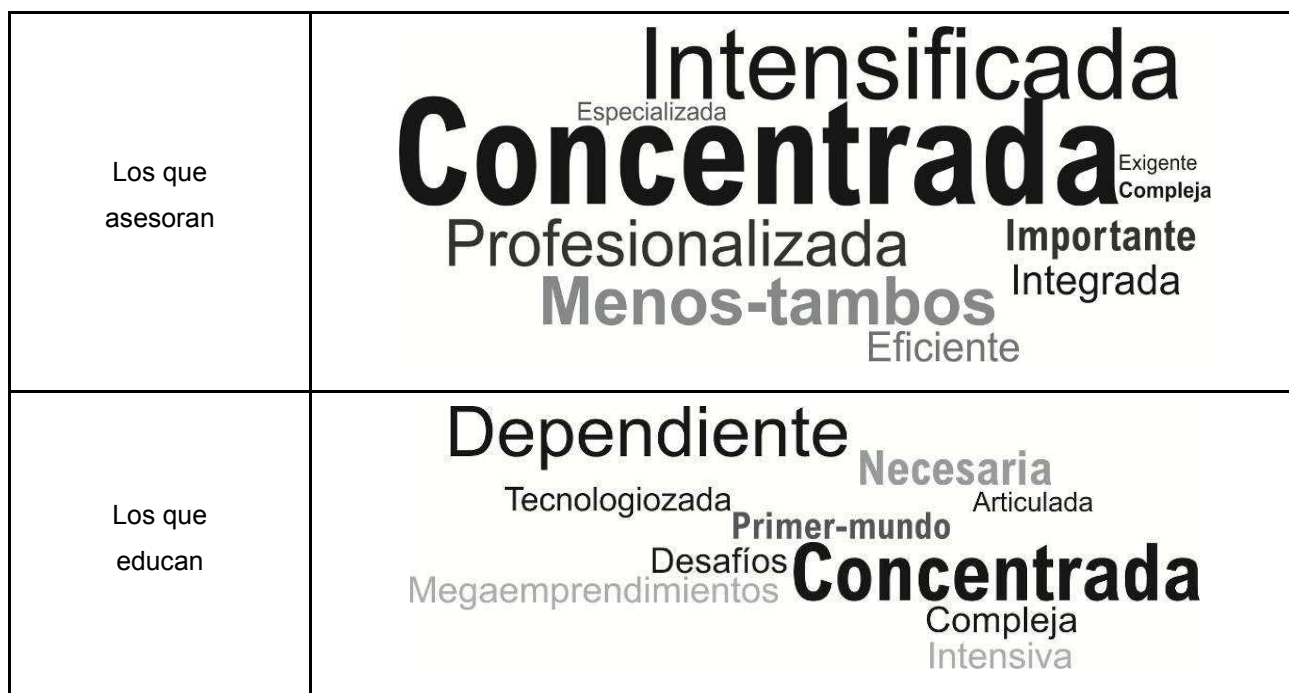 Los que
asesoran
Intensificada
Especializada
Concentrada
Exigente
Compleja
Profesionalizada
Importante
Integrada
Menos-tambos
Eficiente
Los que
educan
Dependiente
Necesaria
Tecnologiozada
Articulada
Primer-mundo
Desafíos
Concentrada
Megaemprendimientos
Compleja
Intensiva